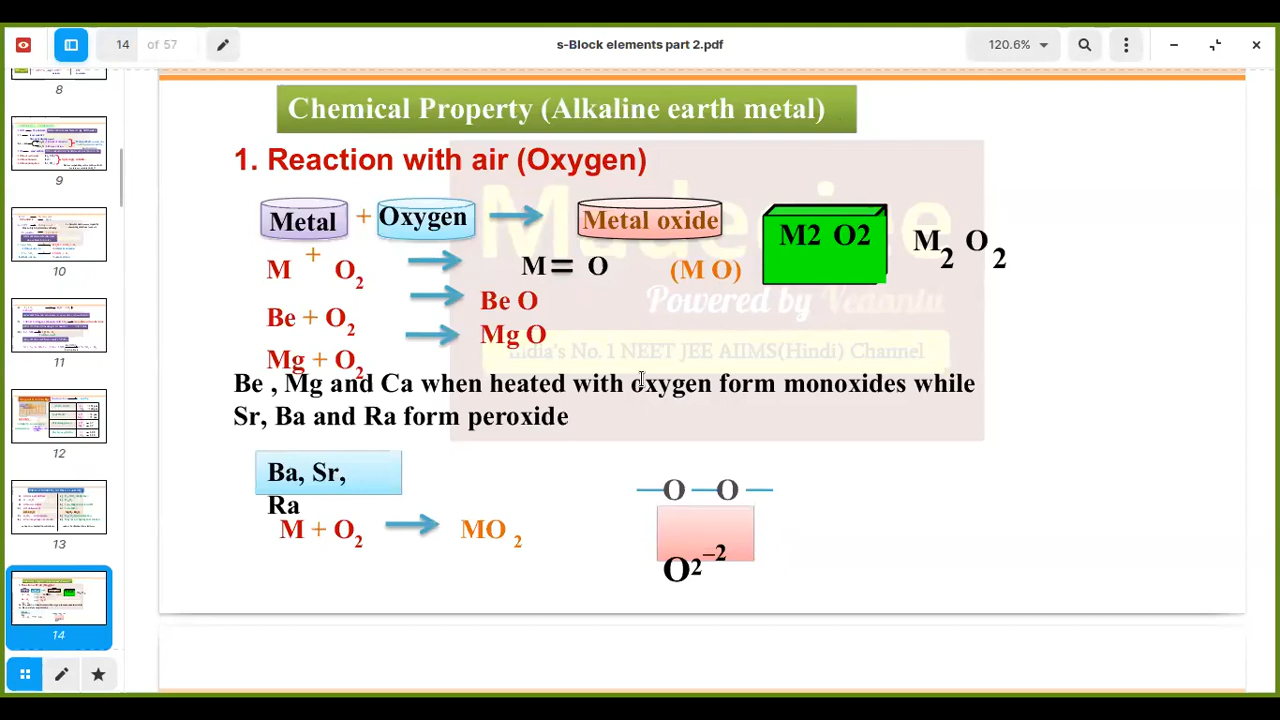 14 of 57
s-Block elements part 2.pdf
120.6%
Chemical Property (Alkaline earth metal)
1. Reaction with air (Oxygen)
Metal + Oxygen Metal oxide M2 O2 M2 O2
M + O2 M = O (M O)
Powered by Vedantu
Be + O2 Be O
Mg + O2 Mg O
India's No. 1 NEET JEE AIIMS(Hindi) Channel
Be , Mg and Ca when heated with oxygen form monoxides while
Sr, Ba and Ra form peroxide
Ba, Sr,
Ra
— O — O —
M + O2 MO 2
O2 –2
8
9
10
11
12
13
14